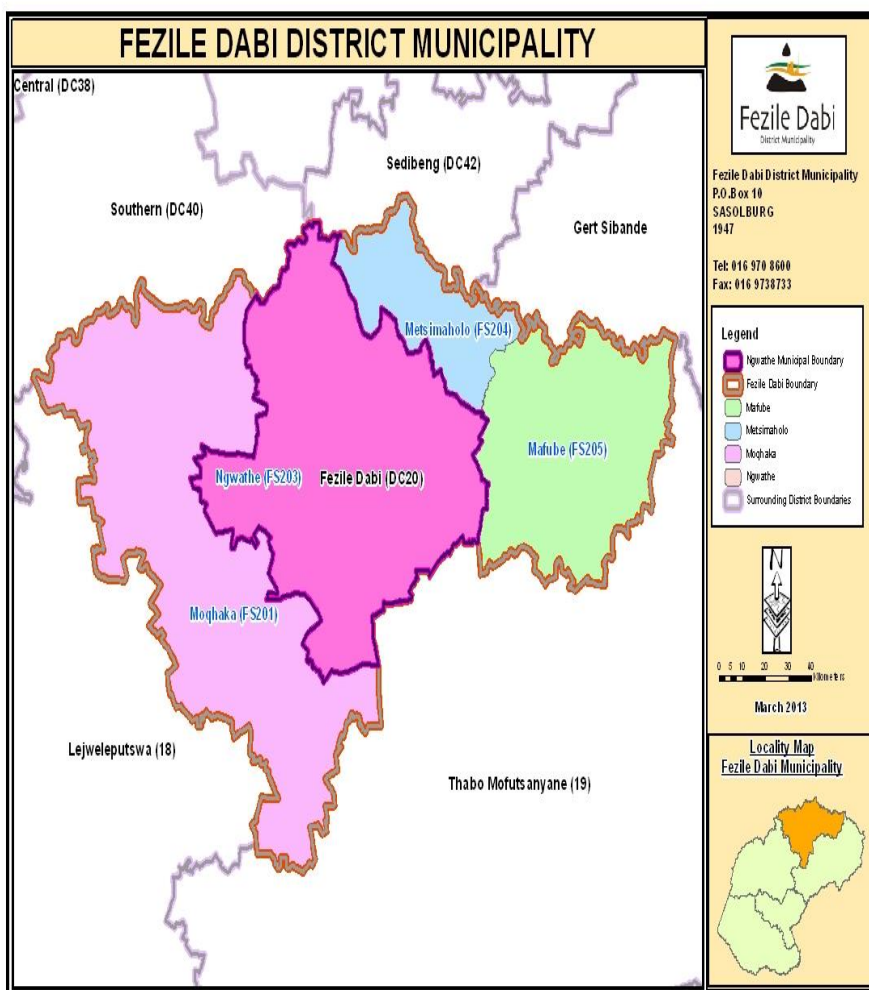 FEZILE DABI DISTRICT MUNICIPALITY
Central (DC38)
Sedibeng (DC42)
Southern (DC40)
Gert Sibande
Metsimaholo (FS204)
Mafube (FS205)
Ngwathe (FS203)
Fezile Dabi (DC20)
Moqhaka (FS201)
Lejweleputswa (18)
Thabo Mofutsanyane (19)
Fezile Dabi
District Municipality
Fezile Dabi District Municipality
P.O.Box 10
SASOLBURG
1947
Tel: 016 970 8600
Fax: 016 9738733
Legend
Ngwathe Municipal Boundary
Fezile Dabi Boundary
Mafube
Metsimaholo
Moqhaka
Ngwathe
Surrounding District Boundaries
N
0 5 10 20 30 40
Kilometers
March 2013
Locality Map
Fezile Dabi Municipality